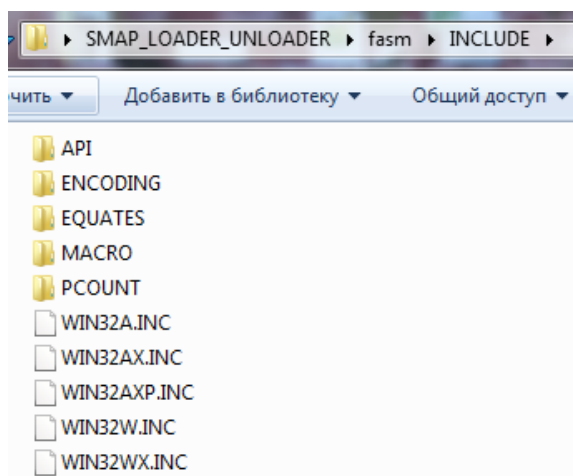 SMAP_LOADER_UNLOADER ▸ fasm ▸ INCLUDE ▸
чить ▾ Добавить в библиотеку ▾ Общий доступ ▾
API
ENCODING
EQUATES
MACRO
PCOUNT
WIN32A.INC
WIN32AX.INC
WIN32AXP.INC
WIN32W.INC
WIN32WX.INC